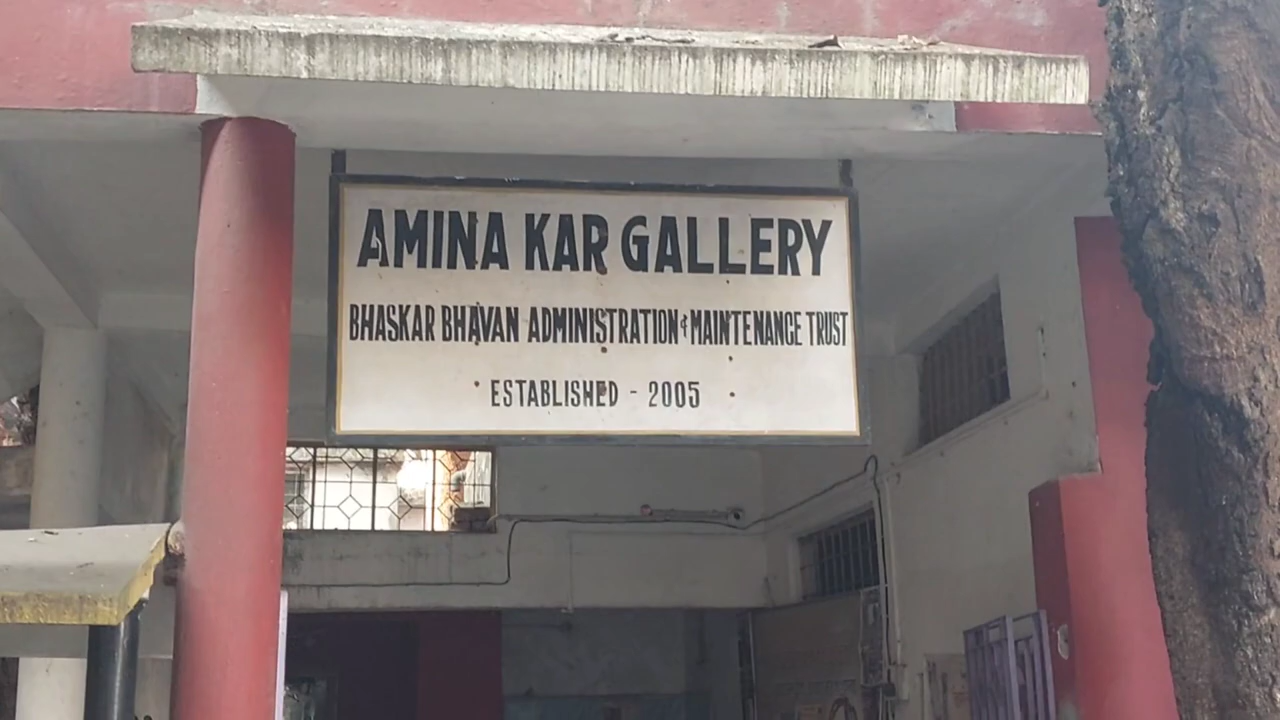 AMINA KAR GALLERY
BHASKAR BHAVAN ADMINISTRATION & MAINTENANCE TRUST
ESTABLISHED - 2005